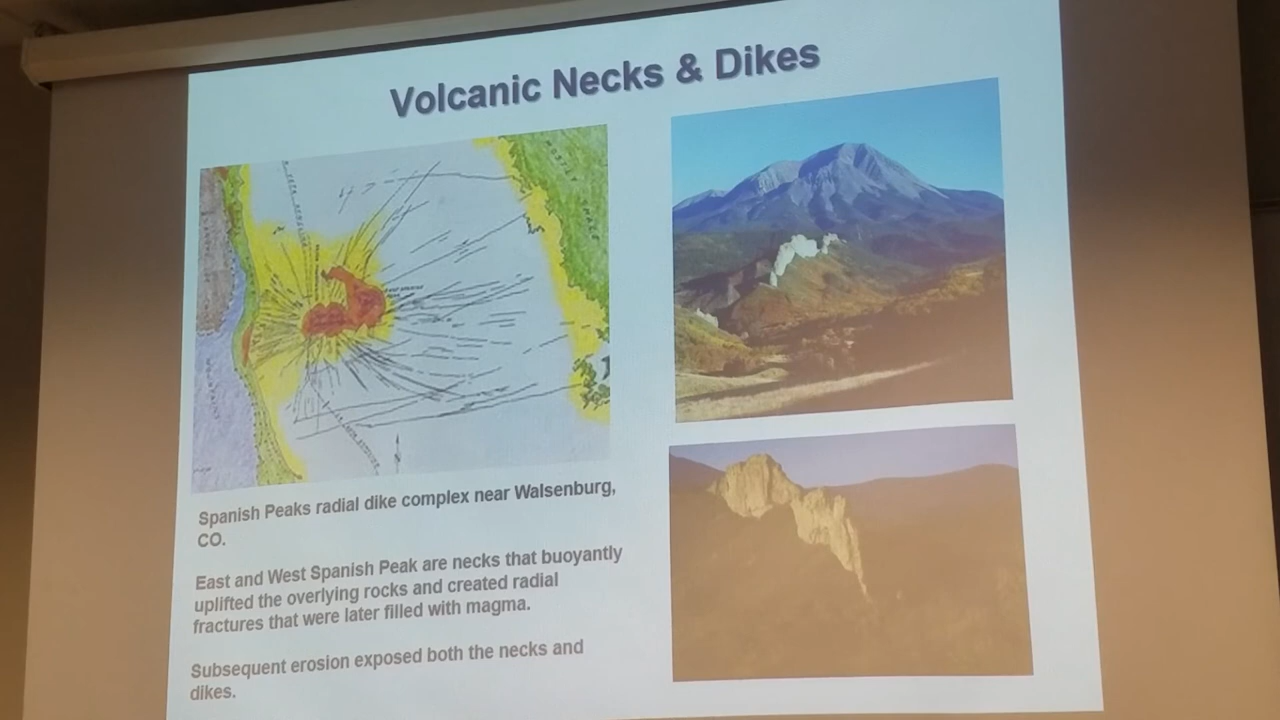 Volcanic Necks & Dikes
Spanish Peaks radial dike complex near Walsenburg,
CO.
East and West Spanish Peak are necks that buoyantly
uplifted the overlying rocks and created radial
fractures that were later filled with magma.
Subsequent erosion exposed both the necks and
dikes.